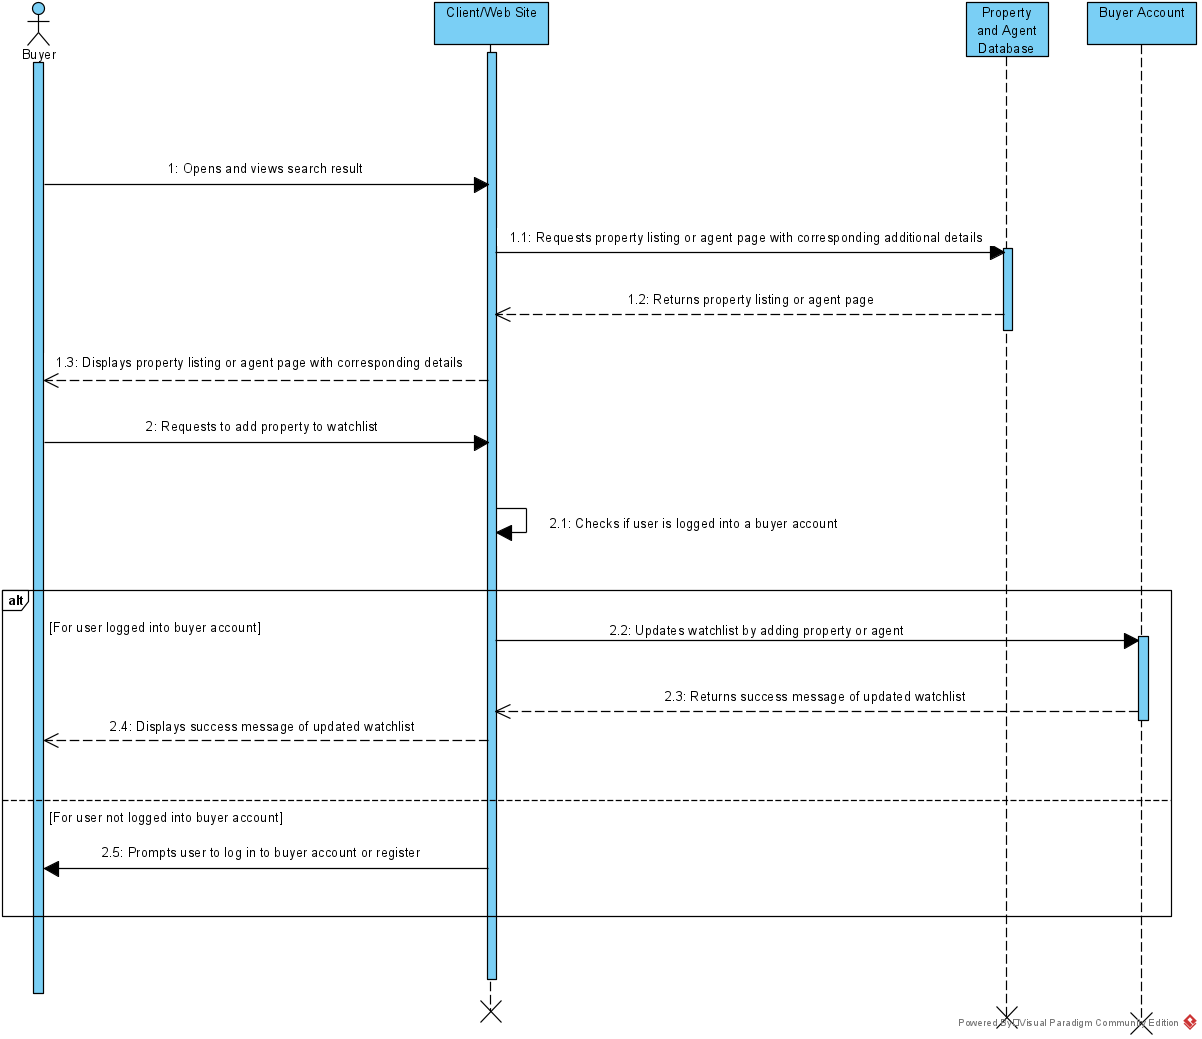 Buyer
Client/Web Site
Property
and Agent
Database
Buyer Account
1: Opens and views search result
1.1: Requests property listing or agent page with corresponding additional details
1.2: Returns property listing or agent page
1.3: Displays property listing or agent page with corresponding details
2: Requests to add property to watchlist
2.1: Checks if user is logged into a buyer account
alt
[For user logged into buyer account]
2.2: Updates watchlist by adding property or agent
2.3: Returns success message of updated watchlist
2.4: Displays success message of updated watchlist
[For user not logged into buyer account]
2.5: Prompts user to log in to buyer account or register
Powered By Visual Paradigm Community Edition